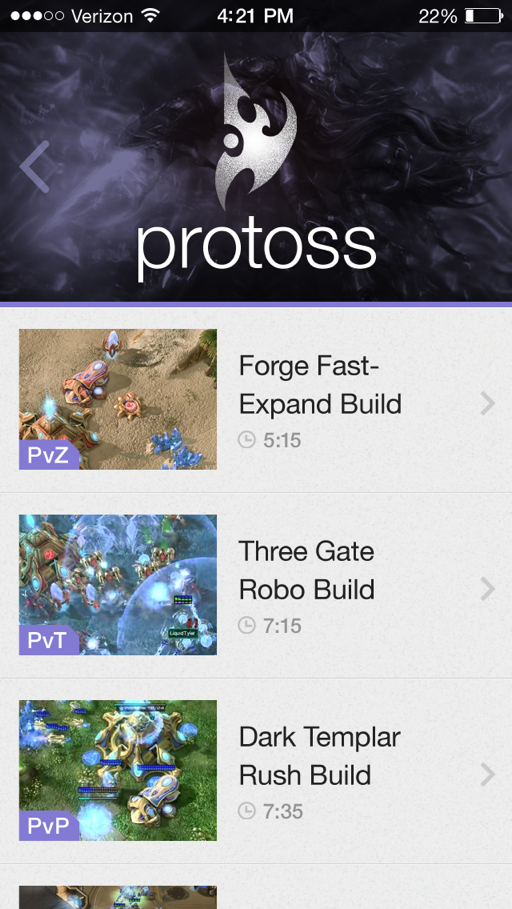 Verizon 4:21 PM 22%
protoss
Forge Fast-
Expand Build
5:15
PvZ
Three Gate
Robo Build
7:15
LiquidTyler
PvT
Dark Templar
Rush Build
7:35
PvP